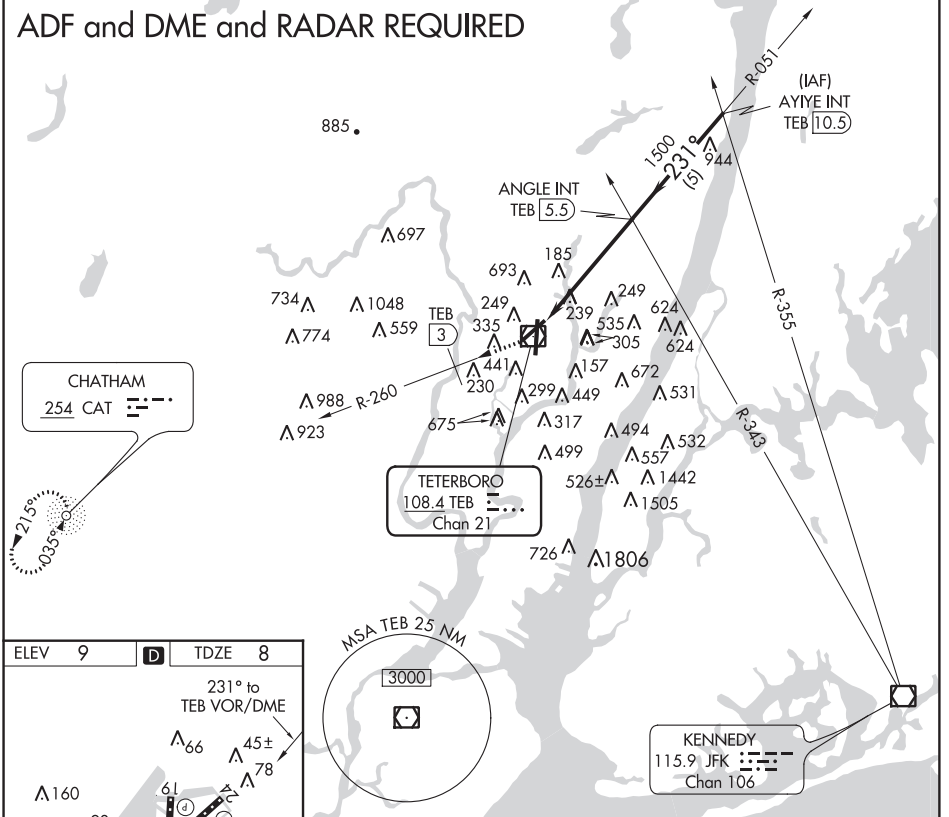 ADF and DME and RADAR REQUIRED
R-051
(IAF)
AYIYE INT
TEB 10.5
885
1500
231°
(5)
944
ANGLE INT
TEB 5.5
697
693
185
734
1048
249
239
249
624
774
559
TEB
3
335
535
305
624
R-355
CHATHAM
254 CAT
441
230
157
672
988
R-260
299
449
531
923
675
317
494
R-343
499
532
557
TETERBORO
108.4 TEB
Chan 21
526±
1442
1505
215°
035°
726
1806
MSA TEB 25 NM
3000
ELEV 9
D
TDZE 8
231° to
TEB VOR/DME
66
45±
78
160
19
24
P
KENNEDY
115.9 JFK
Chan 106